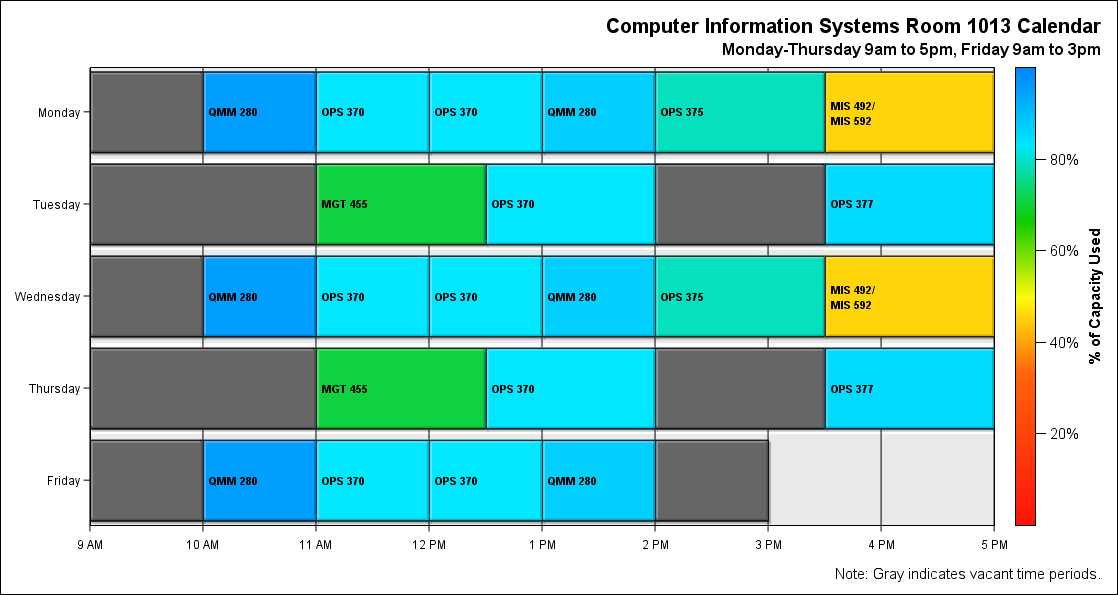 Computer Information Systems Room 1013 Calendar
Monday-Thursday 9am to 5pm, Friday 9am to 3pm
Monday
QMM 280
OPS 370
OPS 370
QMM 280
OPS 375
MIS 492/
MIS 592
Tuesday
MGT 455
OPS 370
OPS 377
Wednesday
QMM 280
OPS 370
OPS 370
QMM 280
OPS 375
MIS 492/
MIS 592
Thursday
MGT 455
OPS 370
OPS 377
Friday
QMM 280
OPS 370
OPS 370
QMM 280
9 AM
10 AM
11 AM
12 PM
1 PM
2 PM
3 PM
4 PM
5 PM
80%
60%
40%
20%
% of Capacity Used
Note: Gray indicates vacant time periods.